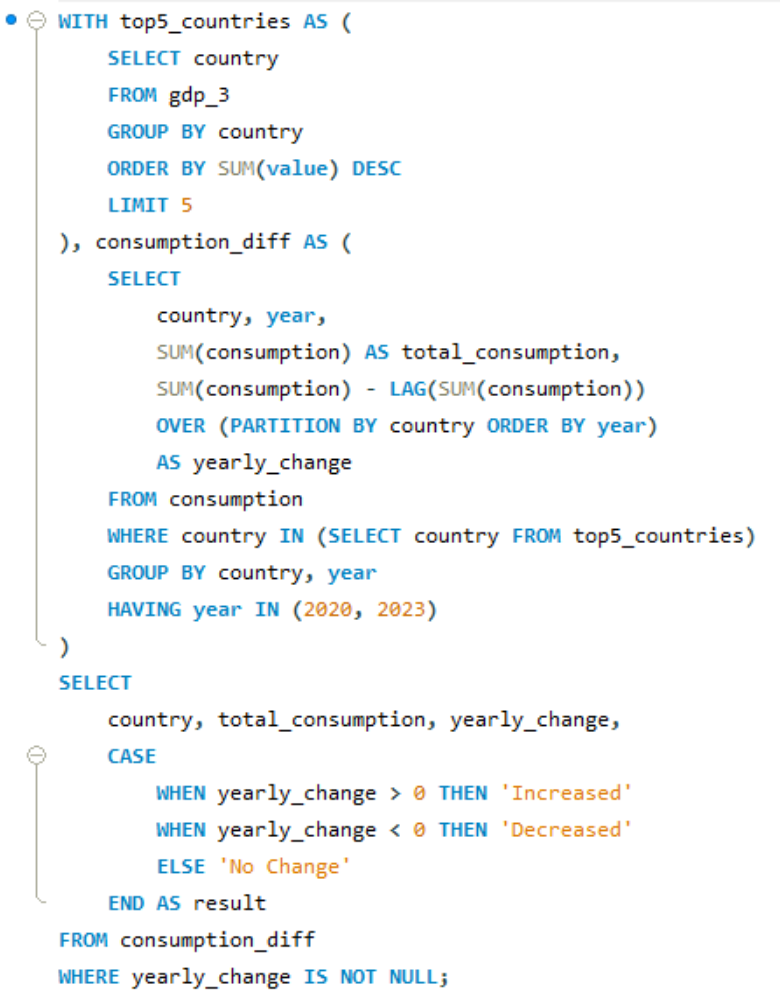 WITH top5_countries AS (
SELECT country
FROM gdp_3
GROUP BY country
ORDER BY SUM(value) DESC
LIMIT 5
), consumption_diff AS (
SELECT
country, year,
SUM(consumption) AS total_consumption,
SUM(consumption) - LAG(SUM(consumption))
OVER (PARTITION BY country ORDER BY year)
AS yearly_change
FROM consumption
WHERE country IN (SELECT country FROM top5_countries)
GROUP BY country, year
HAVING year IN (2020, 2023)
)
SELECT
country, total_consumption, yearly_change,
CASE
WHEN yearly_change > 0 THEN 'Increased'
WHEN yearly_change < 0 THEN 'Decreased'
ELSE 'No Change'
END AS result
FROM consumption_diff
WHERE yearly_change IS NOT NULL;